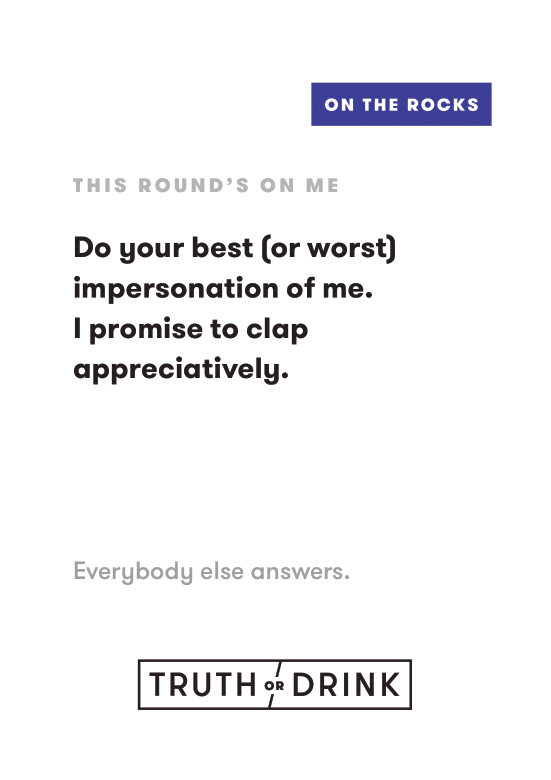 ON THE ROCKS
THIS ROUND’S ON ME
Do your best (or worst)
impersonation of me.
I promise to clap
appreciatively.
Everybody else answers.
TRUTH OR DRINK